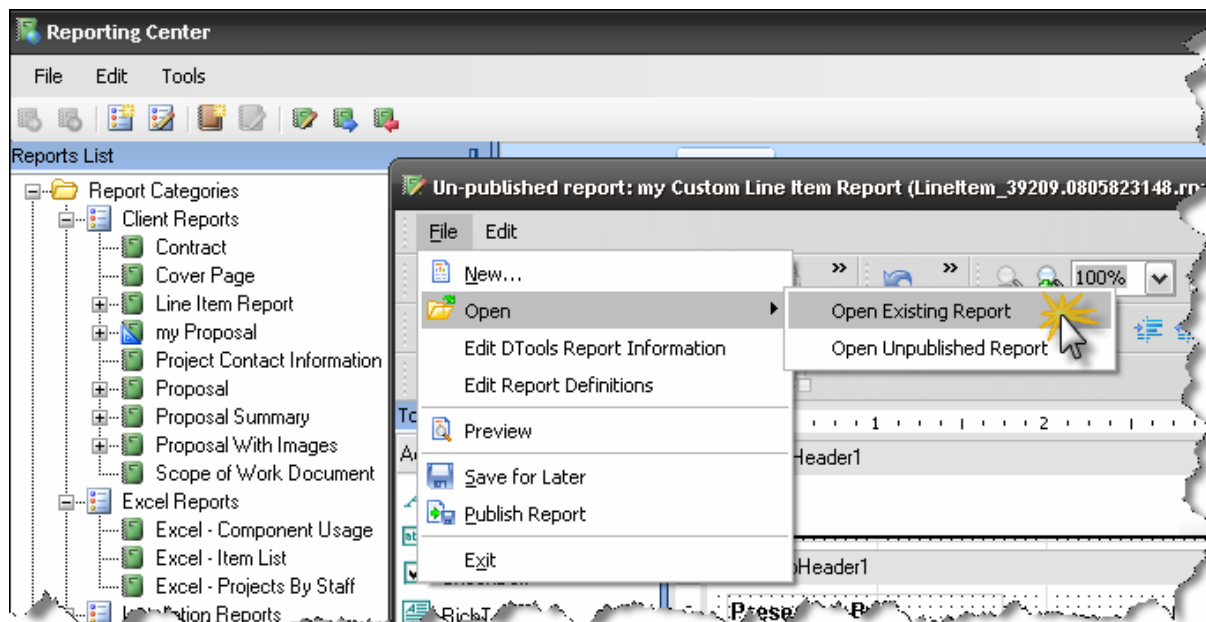 Reporting Center
File Edit Tools
Reports List
Report Categories
Client Reports
Contract
Cover Page
Line Item Report
my Proposal
Project Contact Information
Proposal
Proposal Summary
Proposal With Images
Scope of Work Document
Excel Reports
Excel - Component Usage
Excel - Item List
Excel - Projects By Staff
Reports
Un-published report: my Custom Line Item Report (LineItem_39209.0805823148.rp
File Edit
New...
Open
Edit DTools Report Information
Edit Report Definitions
Preview
Save for Later
Publish Report
Exit
» » 100%
Open Existing Report
Open Unpublished Report
1 2
Header1
Header1